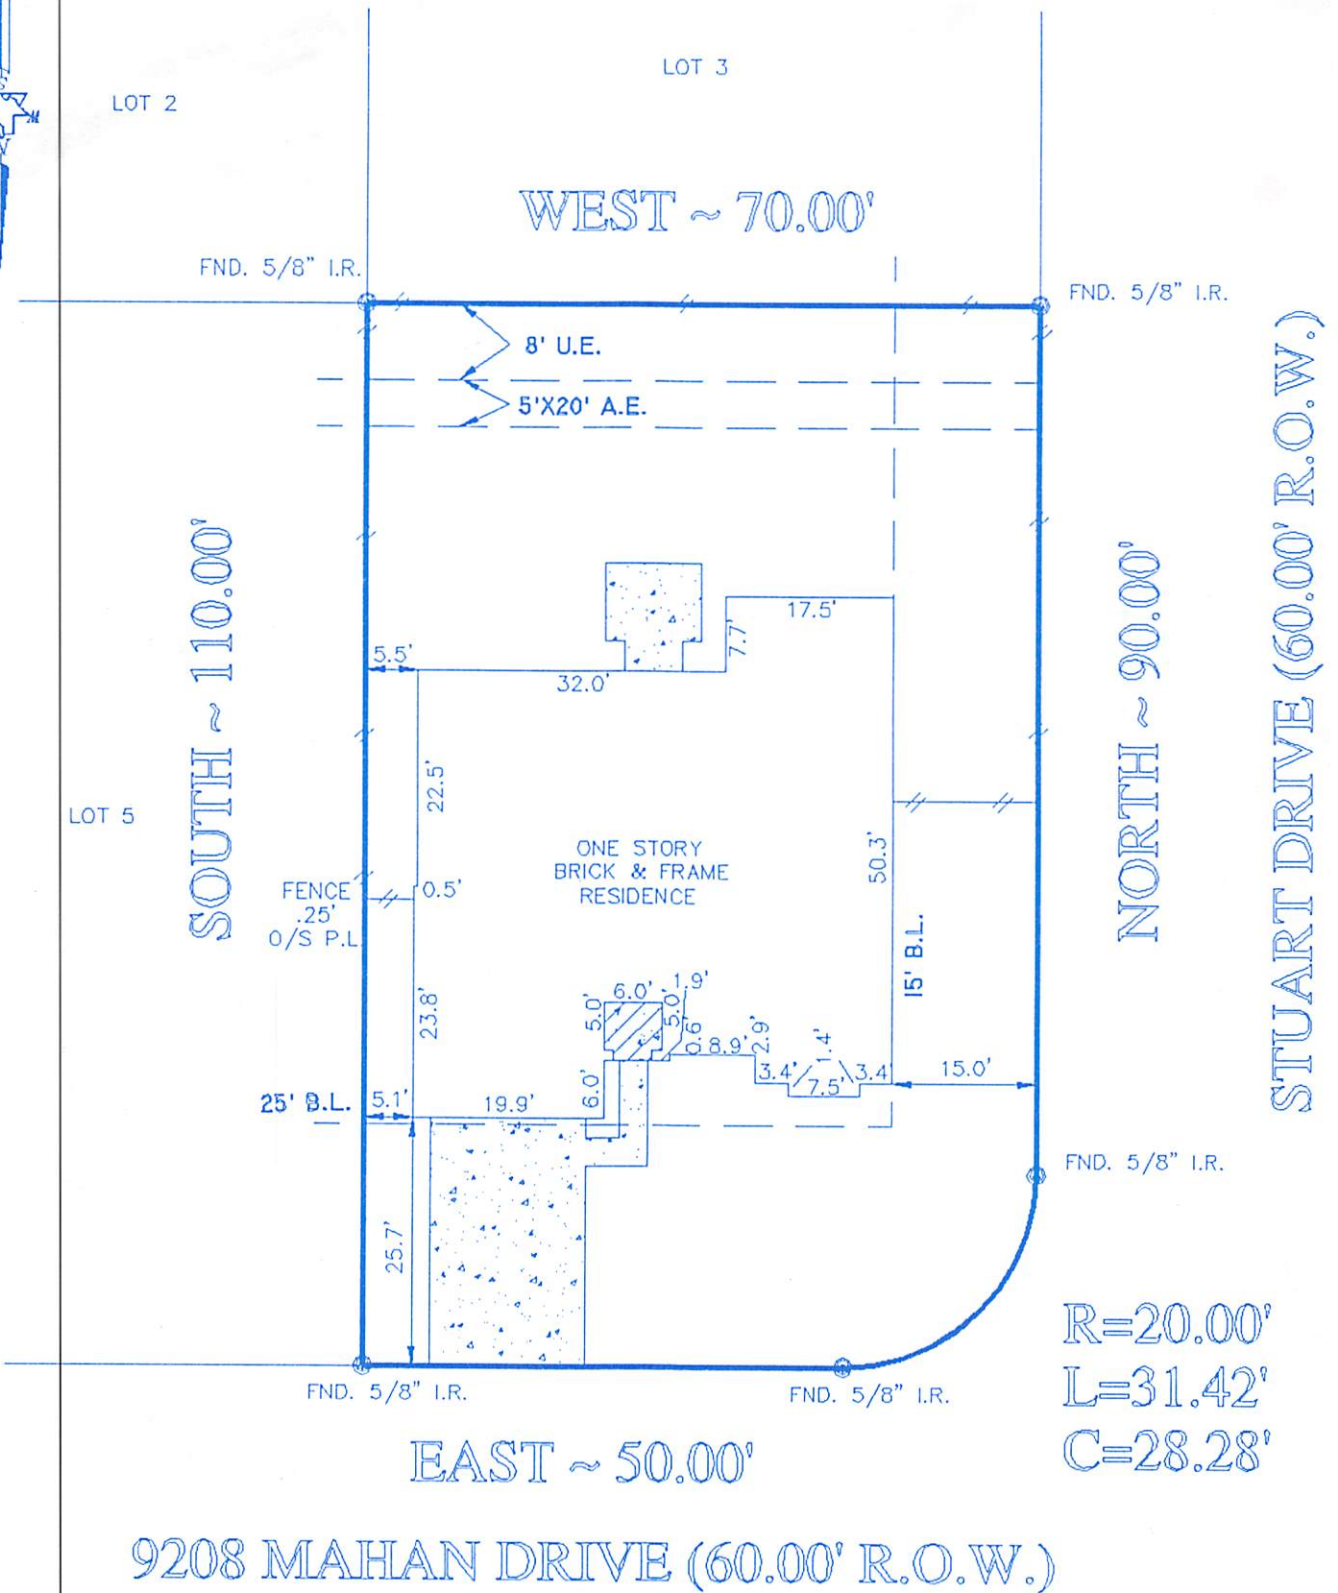 LOT 3
LOT 2
WEST ~ 70.00'
FND. 5/8" I.R.
FND. 5/8" I.R.
8' U.E.
5'X20' A.E.
STUART DRIVE (60.00' R.O.W.)
SOUTH ~ 110.00'
NORTH ~ 90.00'
17.5'
7.7'
5.5'
32.0'
22.5'
LOT 5
ONE STORY
BRICK & FRAME
RESIDENCE
50.3'
FENCE
.25'
O/S P.L.
0.5'
15' B.L.
23.8'
5.0'
6.0'
5.0'
1.9'
0.6'
8.9'
2.9'
3.4'
1.4'
7.5'
3.4'
15.0'
25' B.L.
5.1'
19.9'
6.0'
25.7'
FND. 5/8" I.R.
FND. 5/8" I.R.
FND. 5/8" I.R.
R=20.00'
L=31.42'
C=28.28'
EAST ~ 50.00'
9208 MAHAN DRIVE (60.00' R.O.W.)